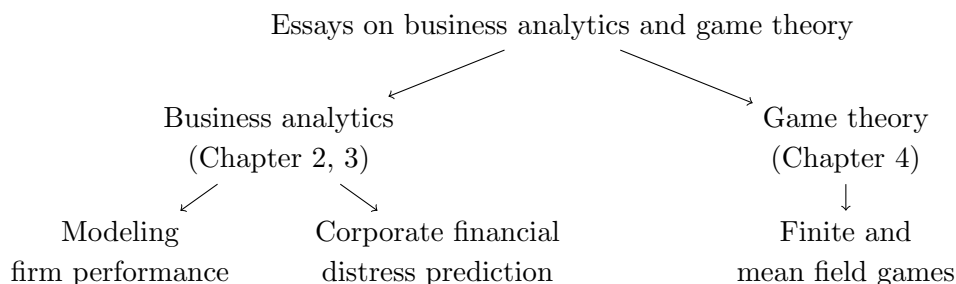 Essays on business analytics and game theory
Business analytics
(Chapter 2, 3)
Game theory
(Chapter 4)
Modeling
firm performance
Corporate financial
distress prediction
Finite and
mean field games